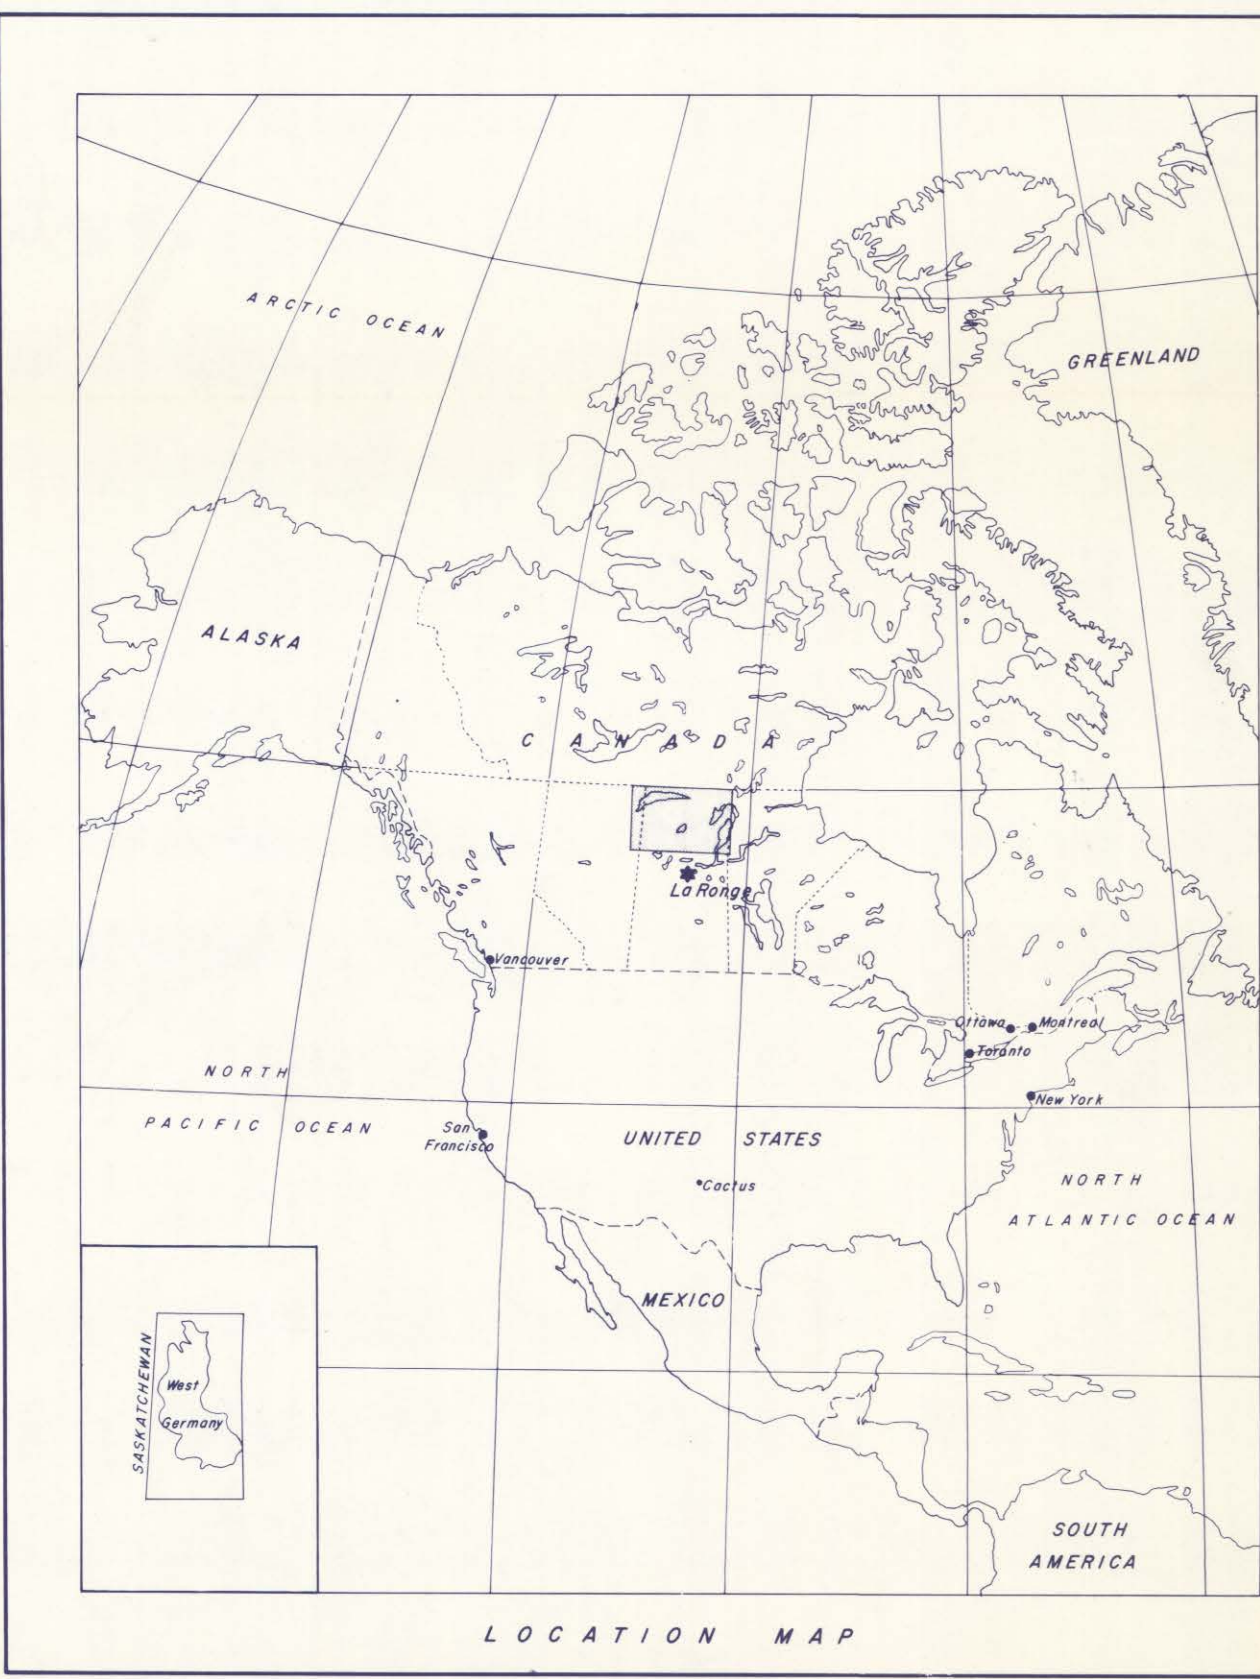 ARCTIC OCEAN
GREENLAND
ALASKA
CANADA
La Ronge
Vancouver
Ottawa
Montreal
Toronto
NORTH
PACIFIC OCEAN
New York
San
Francisco
UNITED STATES
Cactus
NORTH
ATLANTIC OCEAN
MEXICO
SASKATCHEWAN
West
Germany
SOUTH
AMERICA
LOCATION MAP